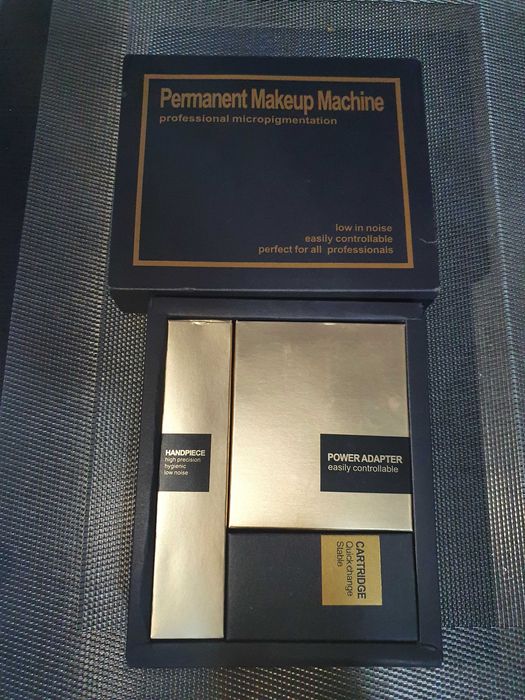 Permanent Makeup Machine
professional micropigmentation
low in noise
easily controllable
perfect for all professionals
HANDPIECE
high precision
hygienic
low noise
POWER ADAPTER
easily controllable
CARTRIDGE
Quick change
Stable